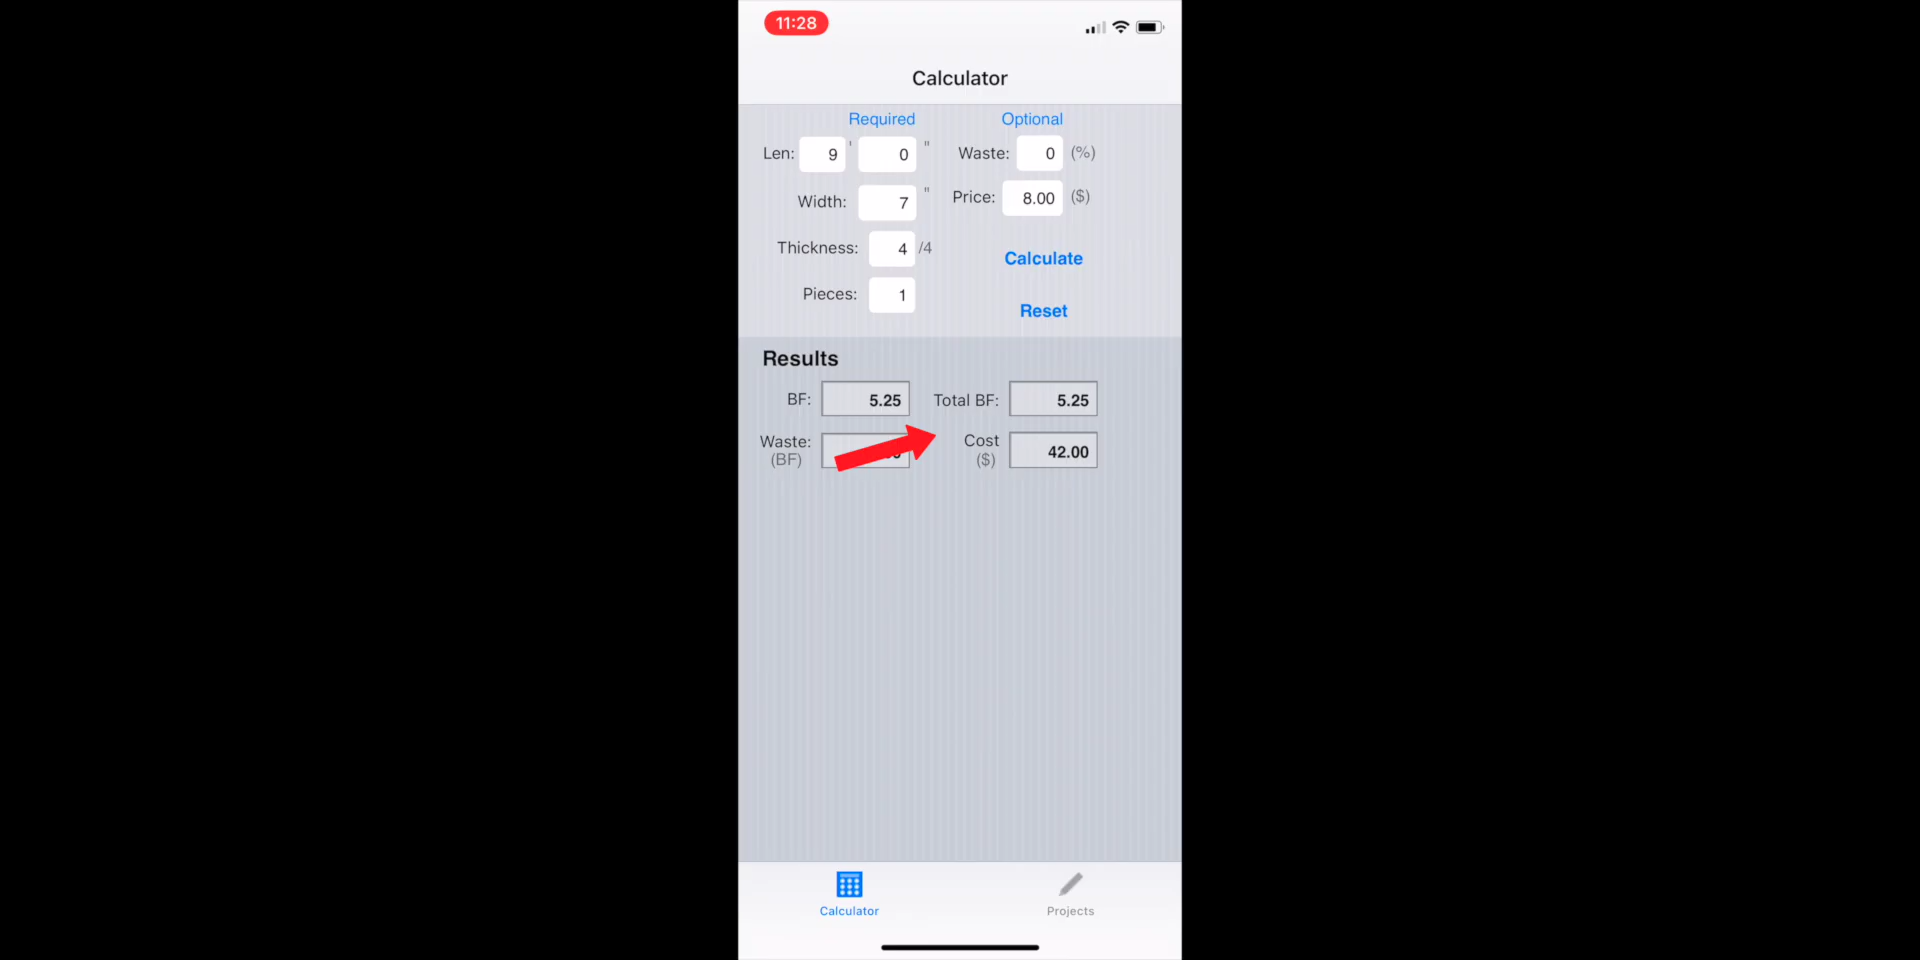 11:28
Calculator
Required Optional
Len: 9 ' 0 " Waste: 0 (%)
Width: 7 " Price: 8.00 ($)
Thickness: 4 /4
Calculate
Pieces: 1
Reset
Results
BF: 5.25 Total BF: 5.25
Waste: (BF) Cost ($) 42.00
Calculator Projects